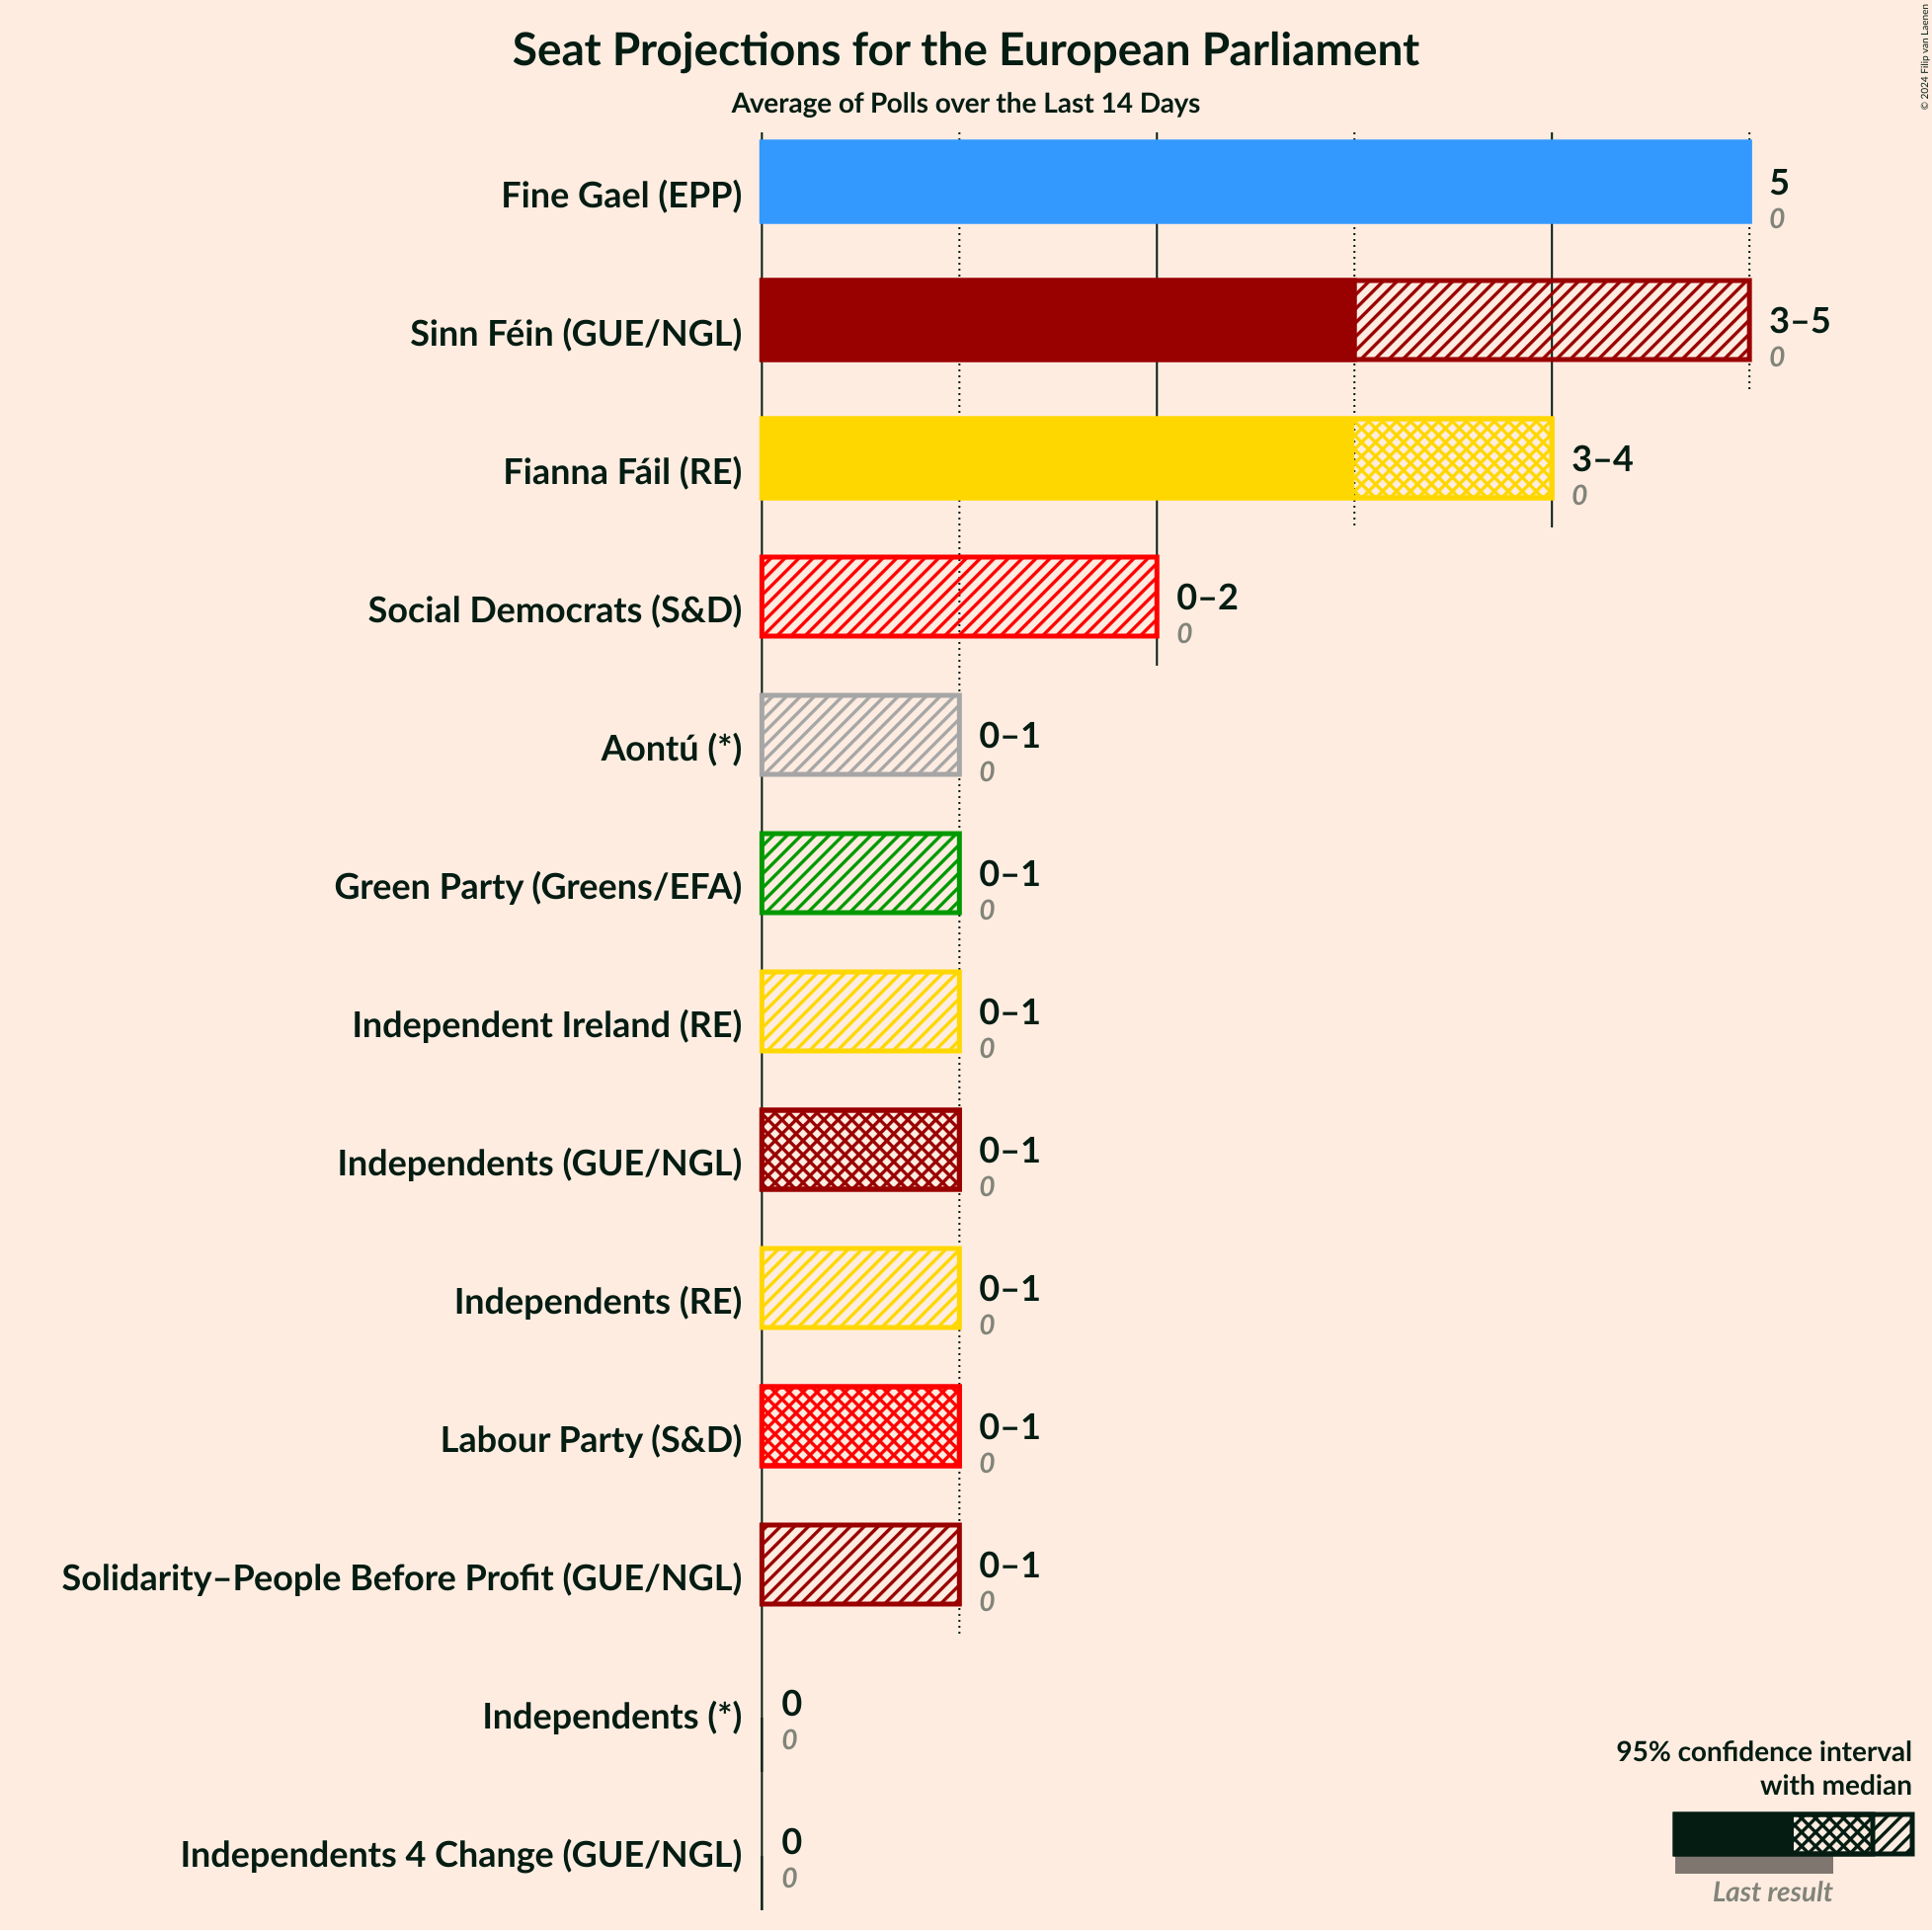 Seat Projections for the European Parliament
Average of Polls over the Last 14 Days
© 2024 Filip van Laenen
Fine Gael (EPP)
5
0
Sinn Féin (GUE/NGL)
3–5
0
Fianna Fáil (RE)
3–4
0
Social Democrats (S&D)
0–2
0
Aontú (*)
0–1
0
Green Party (Greens/EFA)
0–1
0
Independent Ireland (RE)
0–1
0
Independents (GUE/NGL)
0–1
0
Independents (RE)
0–1
0
Labour Party (S&D)
0–1
0
Solidarity–People Before Profit (GUE/NGL)
0–1
0
Independents (*)
0
0
Independents 4 Change (GUE/NGL)
0
0
95% confidence interval
with median
Last result